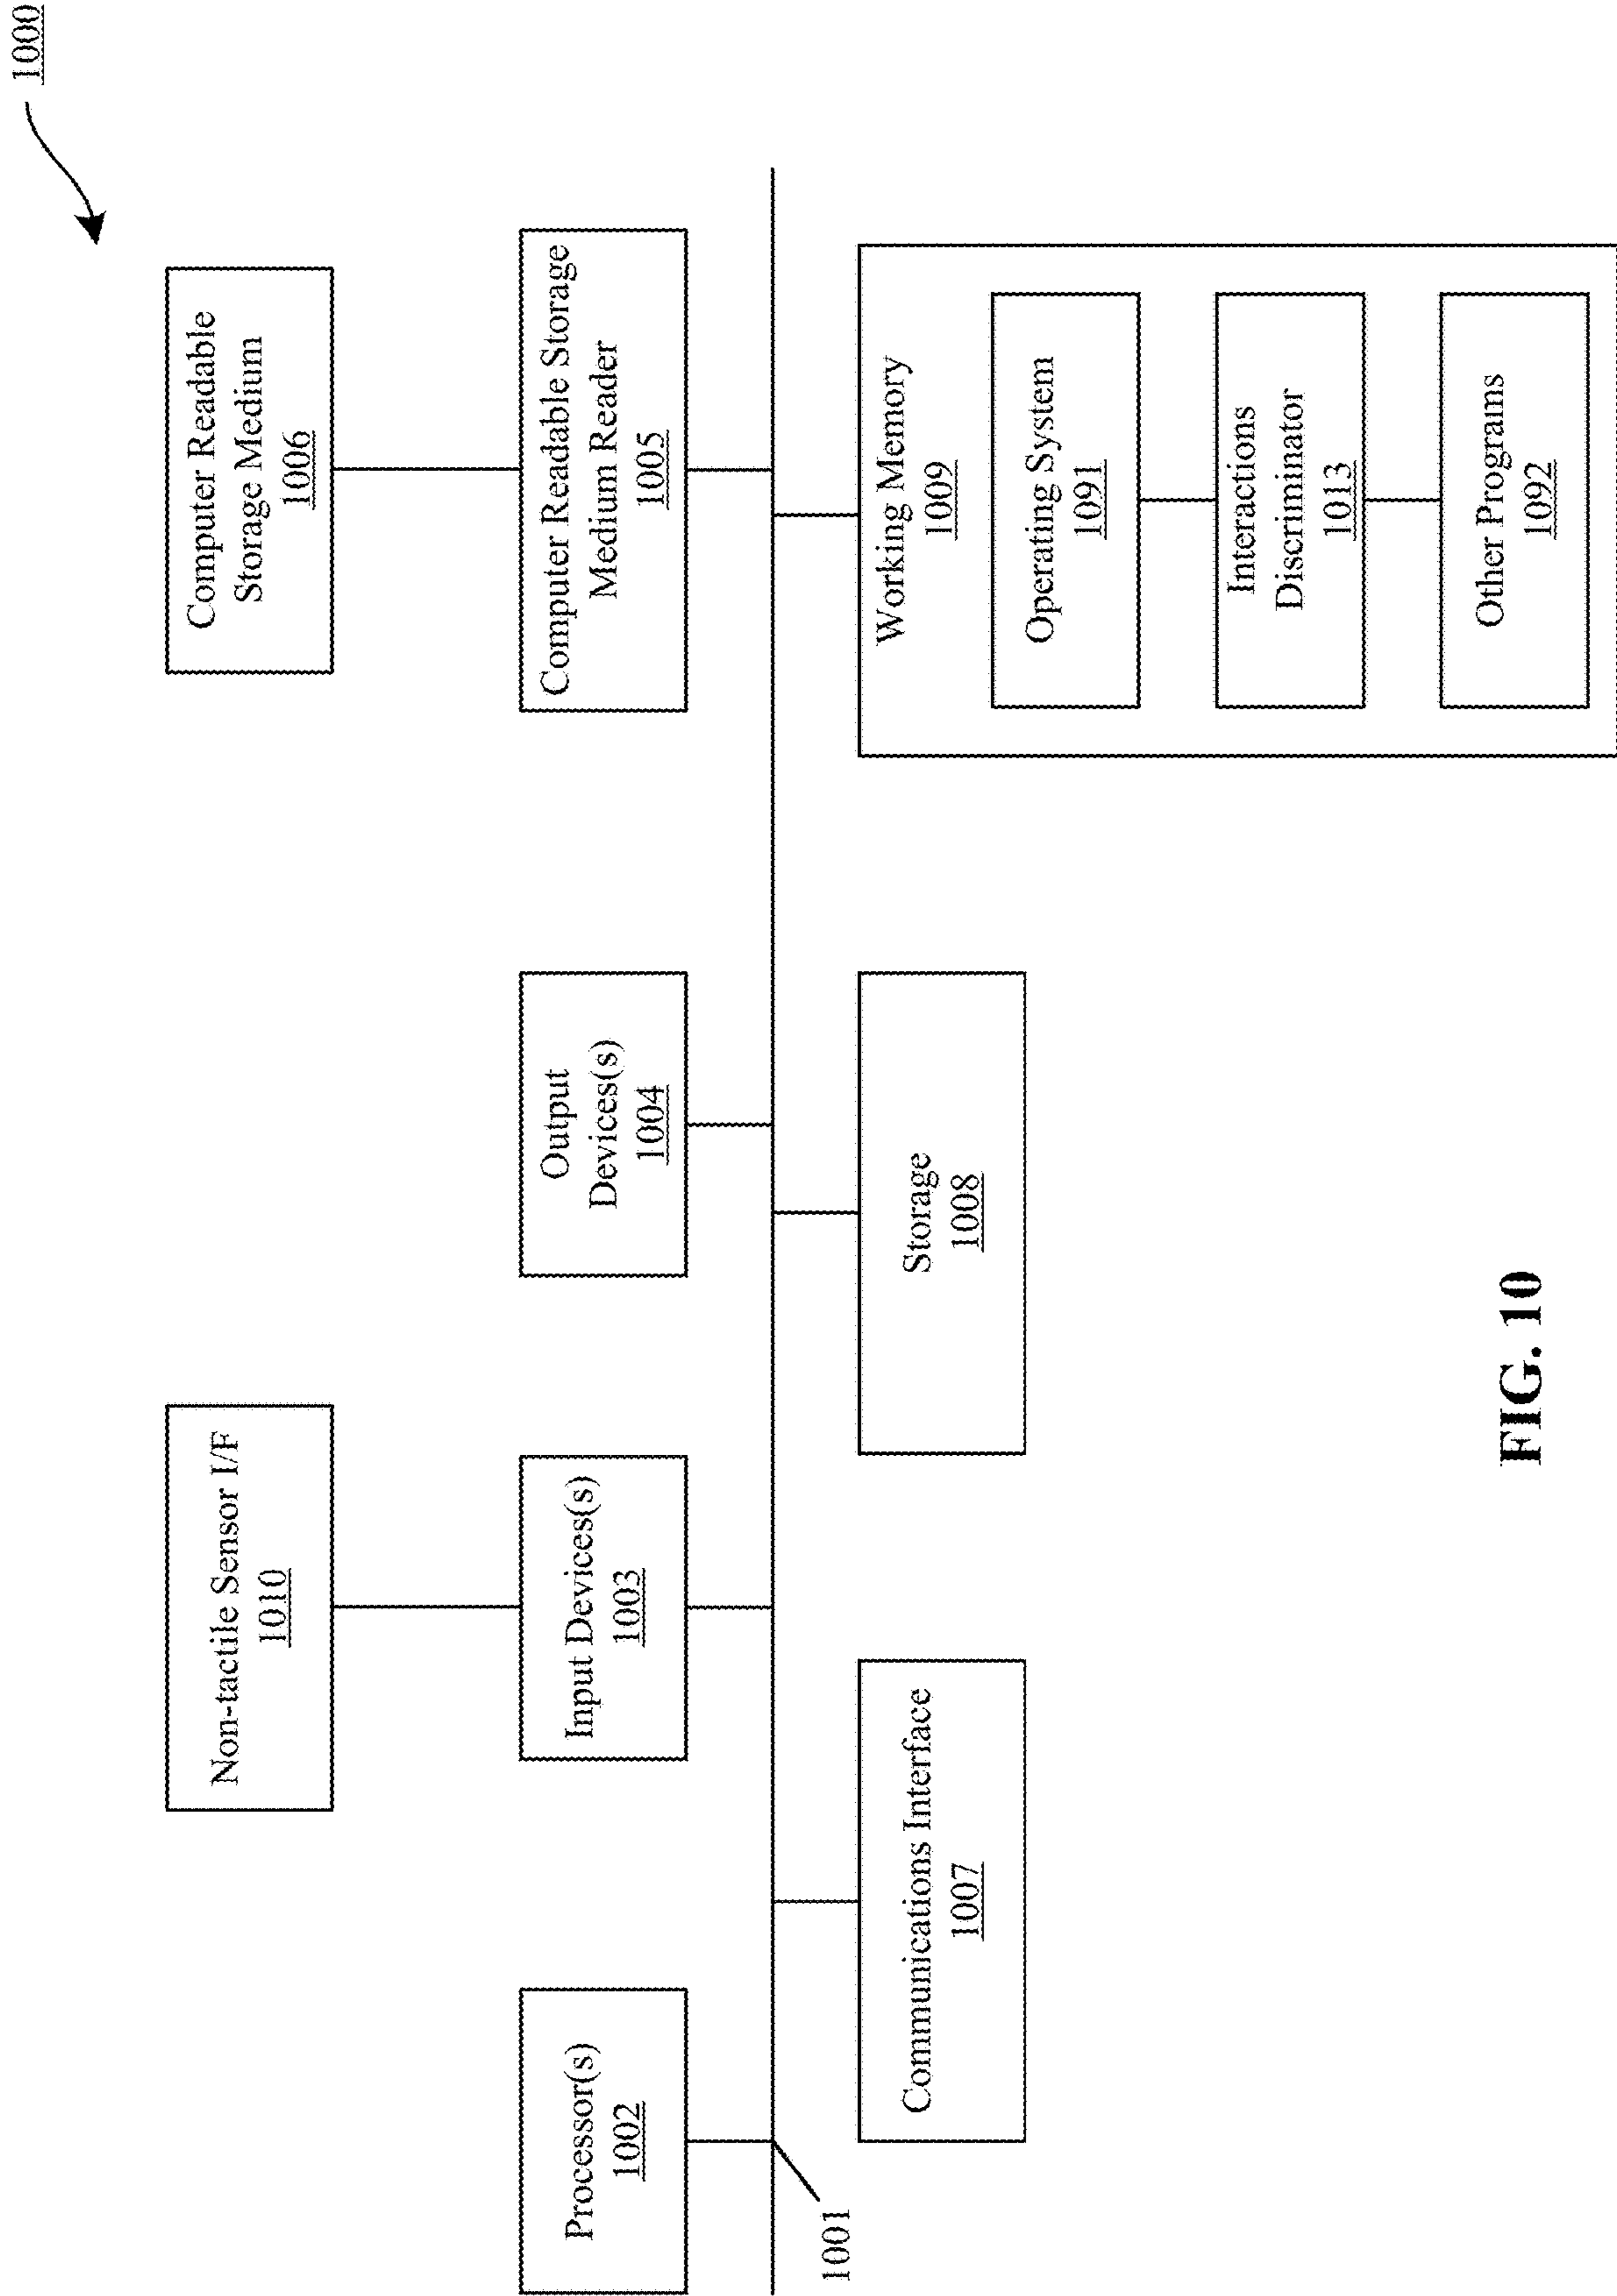 1000
Non-tactile Sensor I/F
1010
Computer Readable
Storage Medium
1006
Processor(s)
1002
Input Devices(s)
1003
Output
Devices(s)
1004
Computer Readable Storage
Medium Reader
1005
1001
Communications Interface
1007
Storage
1008
Working Memory
1009
Operating System
1091
Interactions
Discriminator
1013
Other Programs
1092
FIG. 10